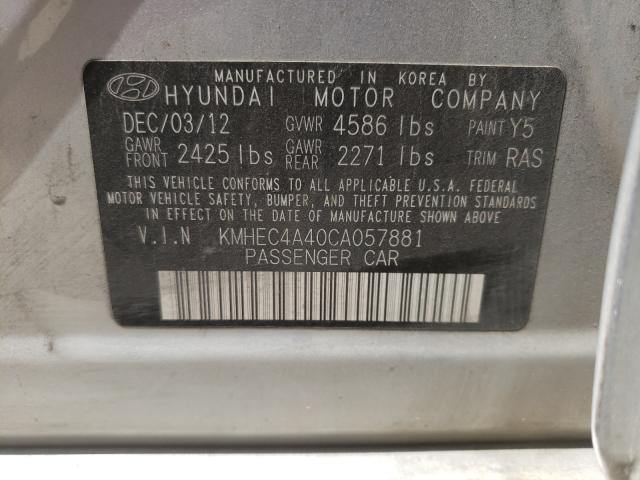 MANUFACTURED IN KOREA BY
HYUNDAI MOTOR COMPANY
DEC/03/12 GVWR 4586 lbs PAINT Y5
GAWR FRONT 2425 lbs GAWR REAR 2271 lbs TRIM RAS
THIS VEHICLE CONFORMS TO ALL APPLICABLE U.S.A. FEDERAL
MOTOR VEHICLE SAFETY, BUMPER, AND THEFT PREVENTION STANDARDS
IN EFFECT ON THE DATE OF MANUFACTURE SHOWN ABOVE
V.I.N KMHEC4A40CA057881
PASSENGER CAR